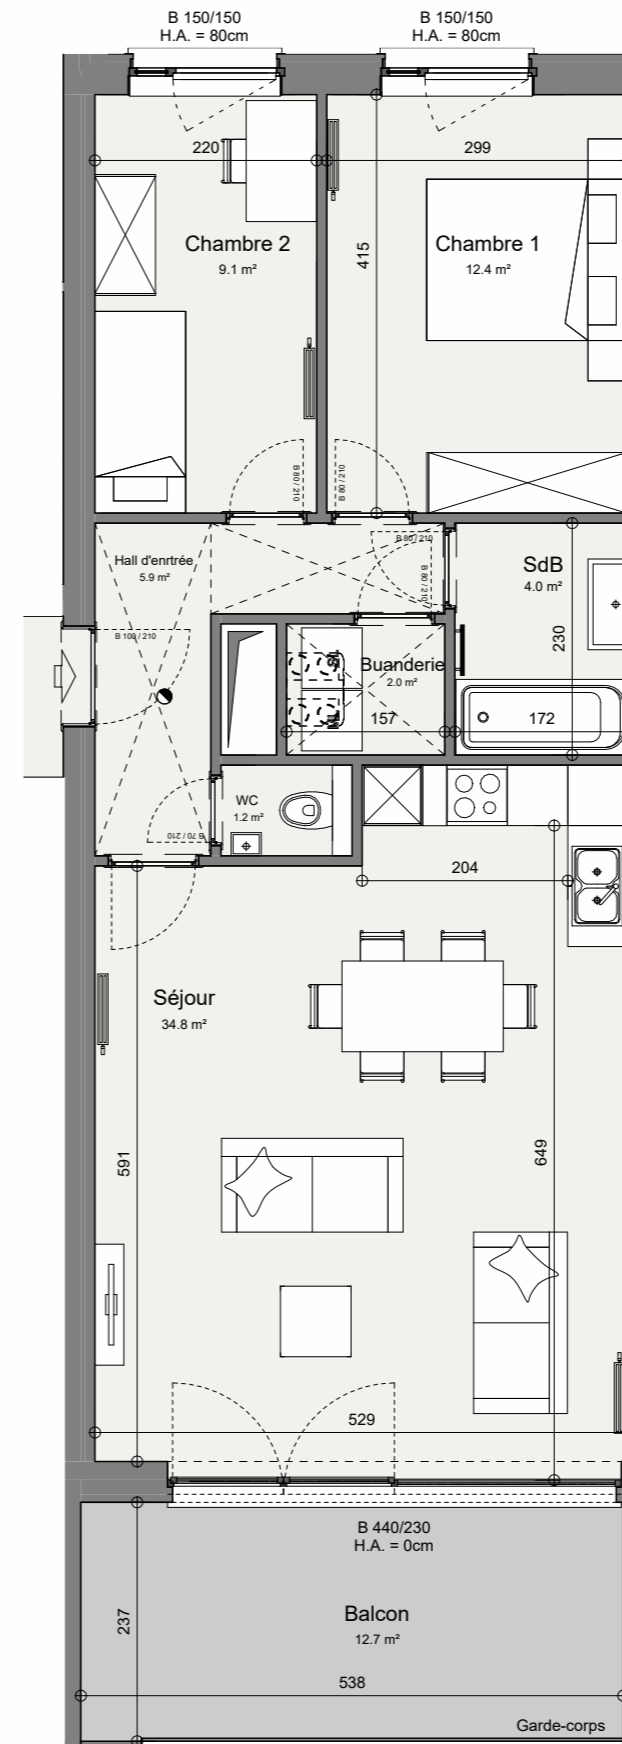 B 150/150
H.A. = 80cm
B 150/150
H.A. = 80cm
220
299
Chambre 2
9.1 m²
415
Chambre 1
12.4 m²
B 80 / 210
B 80 / 210
Hall d'enrtrée
5.9 m²
B 80 / 210
B 80 / 210
SdB
4.0 m²
230
B 100 / 210
Buanderie
2.0 m²
157
172
WC
1.2 m²
B 70 / 210
204
Séjour
34.8 m²
591
649
529
B 440/230
H.A. = 0cm
237
Balcon
12.7 m²
538
Garde-corps